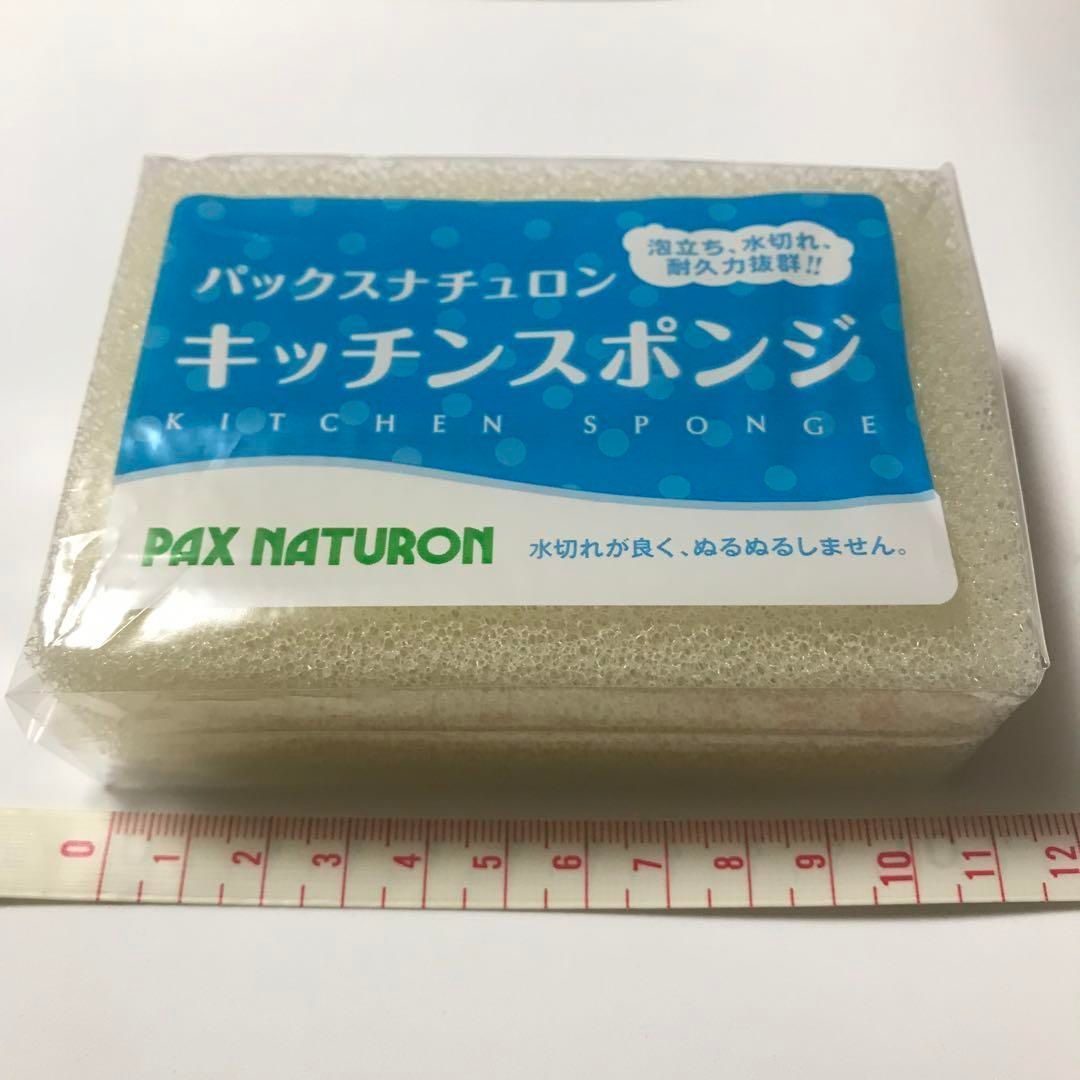 泡立ち、水切れ、
耐久力抜群!!
パックスナチュロン
キッチンスポンジ
KITCHEN SPONGE
PAX NATURON
水切れが良く、ぬるぬるしません。
0 1 2 3 4 5 6 7 8 9 10 11 12